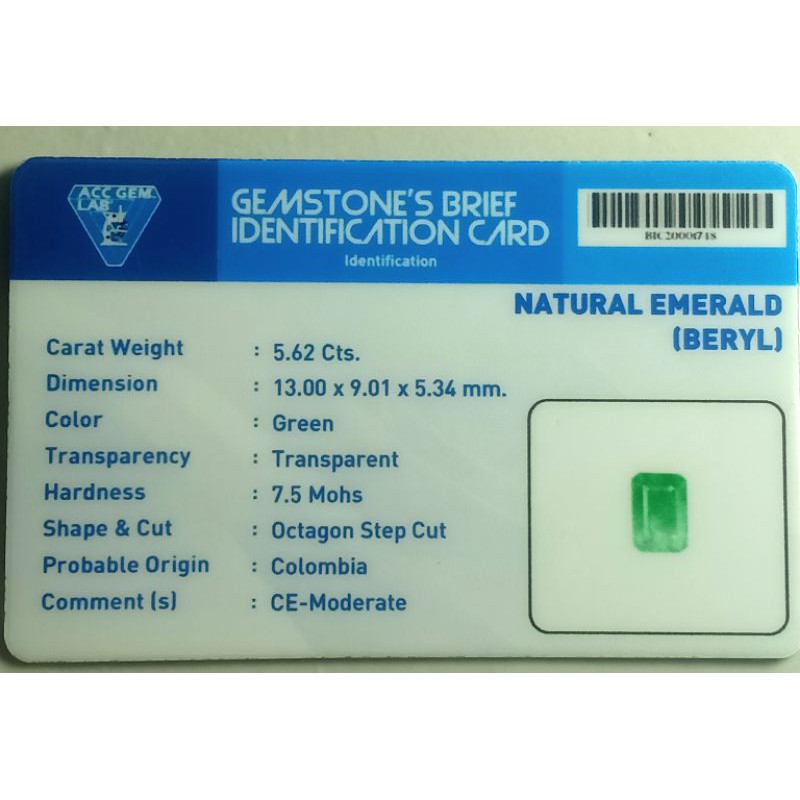 ACC GEM
LAB
GEMSTONE'S BRIEF
IDENTIFICATION CARD
Identification
NATURAL EMERALD
(BERYL)
Carat Weight : 5.62 Cts.
Dimension : 13.00 x 9.01 x 5.34 mm.
Color : Green
Transparency : Transparent
Hardness : 7.5 Mohs
Shape & Cut : Octagon Step Cut
Probable Origin : Colombia
Comment (s) : CE-Moderate